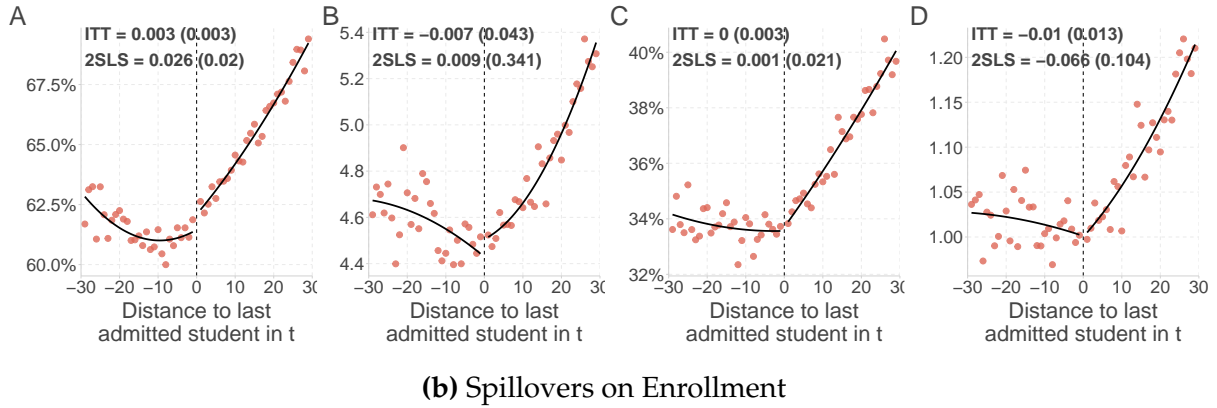 A
ITT = 0.003 (0.003)
2SLS = 0.026 (0.02)
67.5%
65.0%
62.5%
60.0%
−30 −20 −10 0 10 20 30
Distance to last
admitted student in t
B
ITT = −0.007 (0.043)
2SLS = 0.009 (0.341)
5.4
5.2
5.0
4.8
4.6
4.4
−30 −20 −10 0 10 20 30
Distance to last
admitted student in t
C
ITT = 0 (0.003)
2SLS = 0.001 (0.021)
40%
38%
36%
34%
32%
−30 −20 −10 0 10 20 30
Distance to last
admitted student in t
D
ITT = −0.01 (0.013)
2SLS = −0.066 (0.104)
1.20
1.15
1.10
1.05
1.00
−30 −20 −10 0 10 20 30
Distance to last
admitted student in t
(b) Spillovers on Enrollment